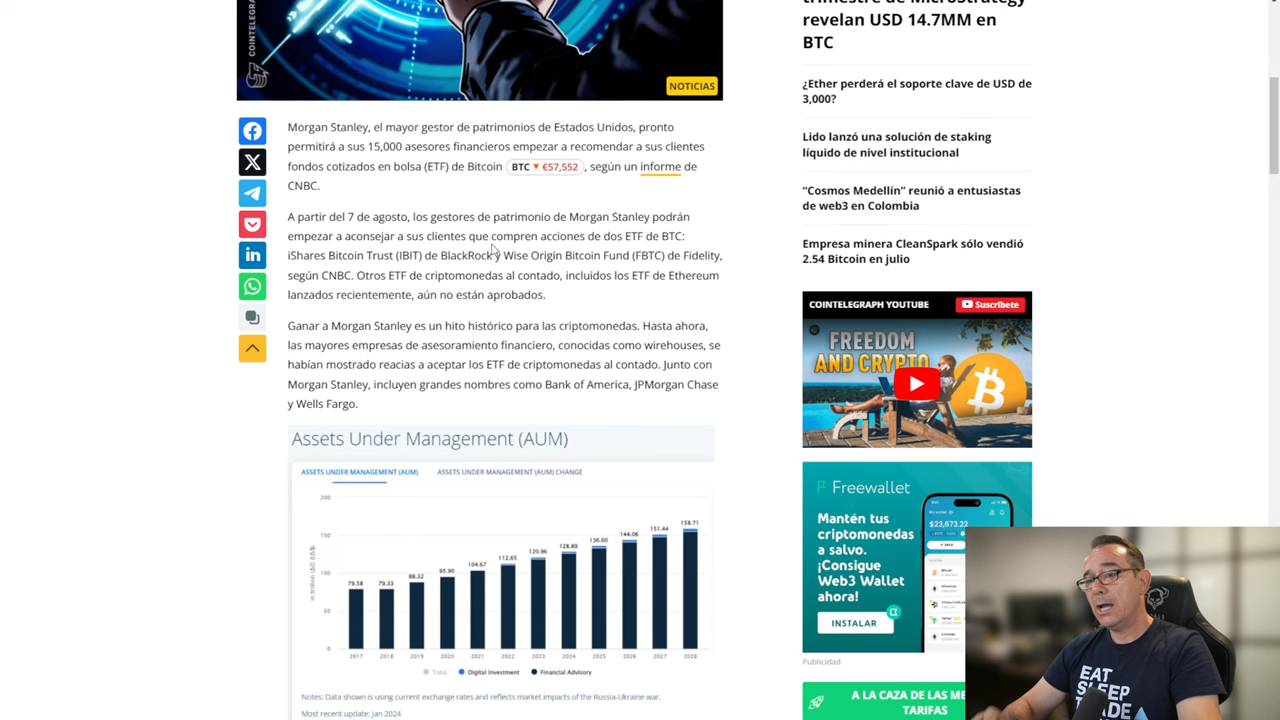 COINTELEGRAPH
NOTICIAS
Morgan Stanley, el mayor gestor de patrimonios de Estados Unidos, pronto
permitirá a sus 15,000 asesores financieros empezar a recomendar a sus clientes
fondos cotizados en bolsa (ETF) de Bitcoin BTC ▼ €57,552 , según un informe de
CNBC.
A partir del 7 de agosto, los gestores de patrimonio de Morgan Stanley podrán
empezar a aconsejar a sus clientes que compren acciones de dos ETF de BTC:
iShares Bitcoin Trust (IBIT) de BlackRock y Wise Origin Bitcoin Fund (FBTC) de Fidelity,
según CNBC. Otros ETF de criptomonedas al contado, incluidos los ETF de Ethereum
lanzados recientemente, aún no están aprobados.
Ganar a Morgan Stanley es un hito histórico para las criptomonedas. Hasta ahora,
las mayores empresas de asesoramiento financiero, conocidas como wirehouses, se
habían mostrado reacias a aceptar los ETF de criptomonedas al contado. Junto con
Morgan Stanley, incluyen grandes nombres como Bank of America, JPMorgan Chase
y Wells Fargo.
Assets Under Management (AUM)
ASSETS UNDER MANAGEMENT (AUM) ASSETS UNDER MANAGEMENT (AUM) CHANGE
in trillion USD (US$)
200
150
100
50
0
79.58 79.33 88.32 95.90 104.67 112.65 120.96 128.89 136.60 144.06 151.44 158.71
2017 2018 2019 2020 2021 2022 2023 2024 2025 2026 2027 2028
Total Digital Investment Financial Advisory
Notes: Data shown is using current exchange rates and reflects market impacts of the Russia-Ukraine war.
Most recent update: Jan 2024
trimestre de MicroStrategy
revelan USD 14.7MM en
BTC
¿Ether perderá el soporte clave de USD de
3,000?
Lido lanzó una solución de staking
líquido de nivel institucional
“Cosmos Medellín” reunió a entusiastas
de web3 en Colombia
Empresa minera CleanSpark sólo vendió
2.54 Bitcoin en julio
COINTELEGRAPH YOUTUBE Suscríbete
FREEDOM
AND CRYPTO
Freewallet
Mantén tus
criptomonedas
a salvo.
¡Consigue
Web3 Wallet
ahora!
INSTALAR
$23,673.22
Publicidad
A LA CAZA DE LAS ME
TARIFAS
EAT
SLEEP
TRADE